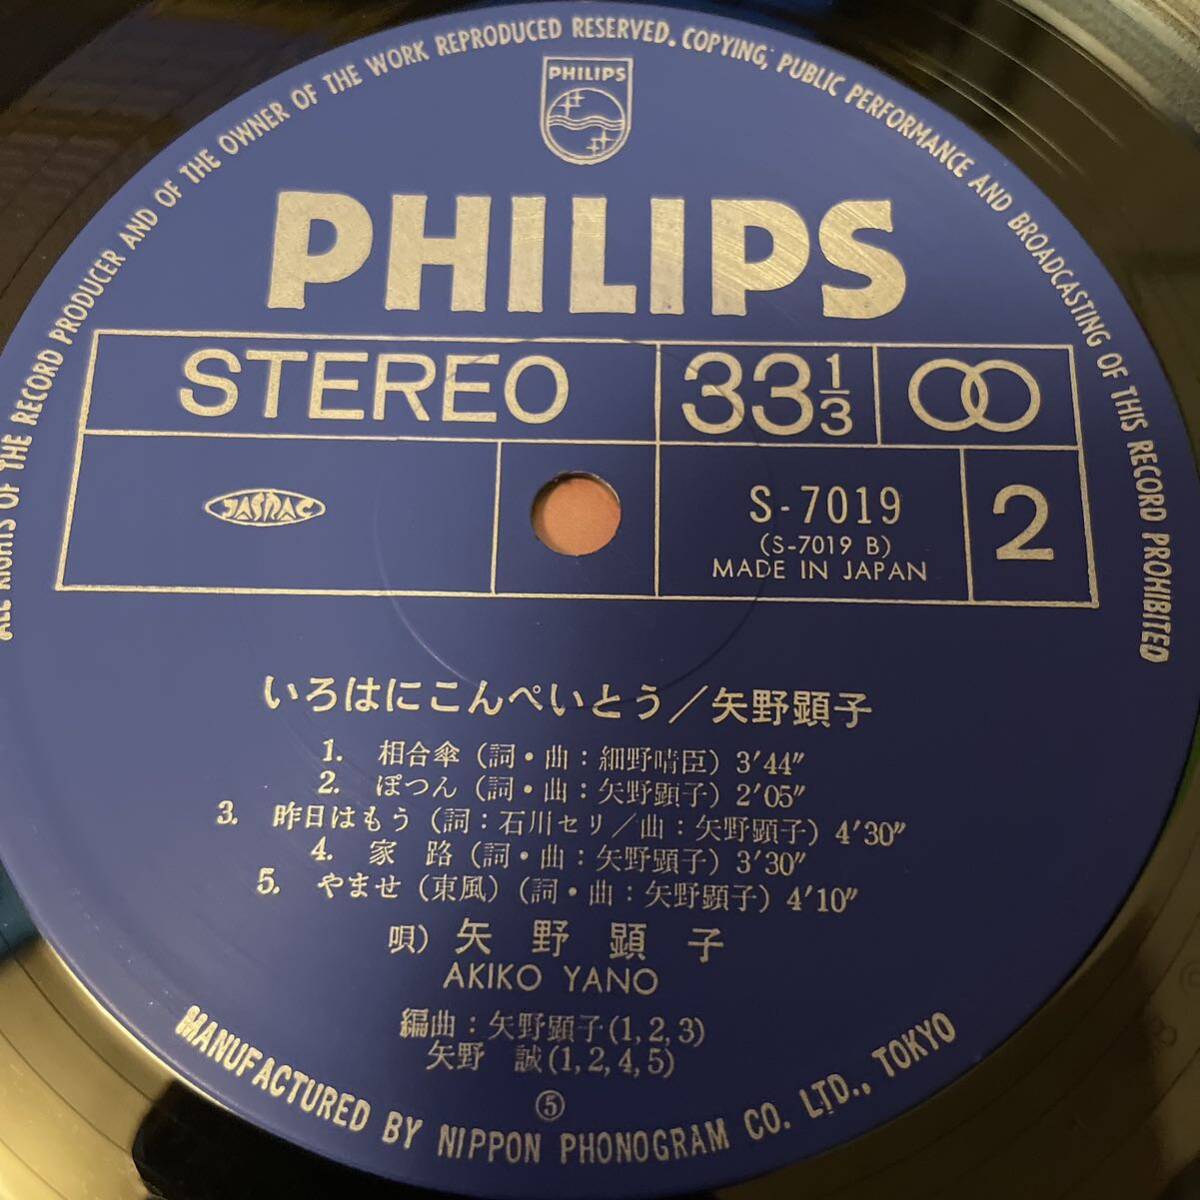 ALL RIGHTS OF THE RECORD PRODUCER AND OF THE OWNER OF THE WORK REPRODUCED RESERVED. COPYING, PUBLIC PERFORMANCE AND BROADCASTING OF THIS RECORD PROHIBITED
PHILIPS
PHILIPS
STEREO
33 1/3
JASRAC
S-7019
(S-7019 B)
MADE IN JAPAN
2
いろはにこんぺいとう/矢野顕子
1. 相合傘(詞・曲:細野晴臣)3′44″
2. ぽつん(詞・曲:矢野顕子)2′05″
3. 昨日はもう(詞:石川セリ/曲:矢野顕子)4′30″
4. 家 路(詞・曲:矢野顕子)3′30″
5. やませ(東風)(詞・曲:矢野顕子)4′10″
唄)矢 野 顕 子
AKIKO YANO
編曲:矢野顕子(1,2,3)
矢野 誠(1,2,4,5)
⑤
MANUFACTURED BY NIPPON PHONOGRAM CO. LTD., TOKYO